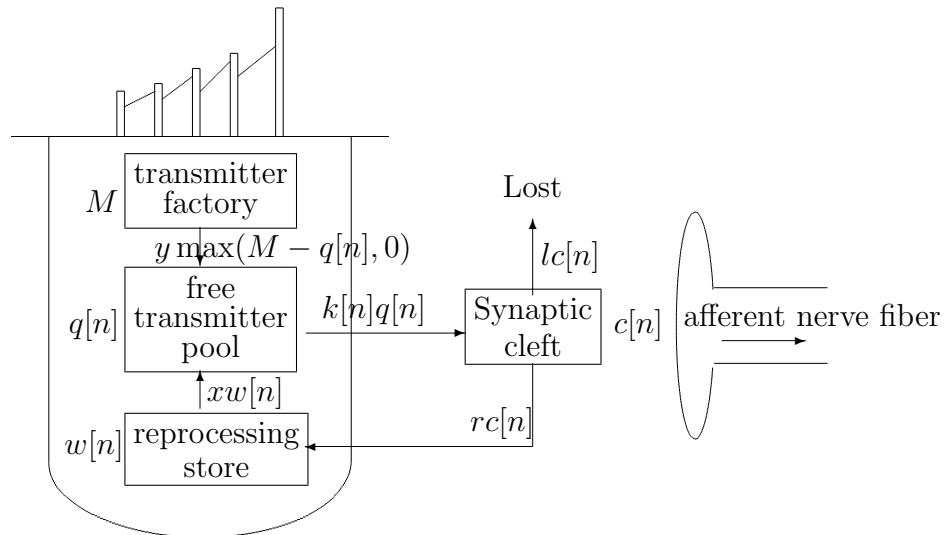 transmitter
factory
M
Lost
y max(M − q[n], 0)
lc[n]
free
transmitter
pool
q[n]
k[n]q[n]
Synaptic
cleft
c[n]
afferent nerve fiber
xw[n]
rc[n]
w[n]
reprocessing
store